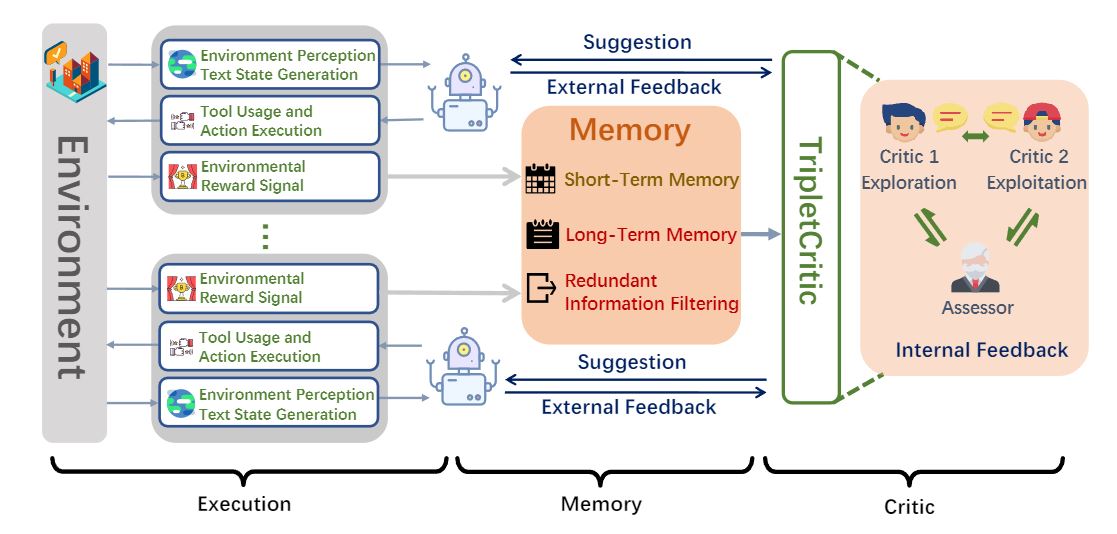 Environment
Environment Perception
Text State Generation
Tool Usage and
Action Execution
Environmental
Reward Signal
Environmental
Reward Signal
Tool Usage and
Action Execution
Environment Perception
Text State Generation
Suggestion
External Feedback
Memory
Short-Term Memory
Long-Term Memory
Redundant
Information Filtering
Suggestion
External Feedback
TripletCritic
Critic 1
Exploration
Critic 2
Exploitation
Assessor
Internal Feedback
Execution
Memory
Critic